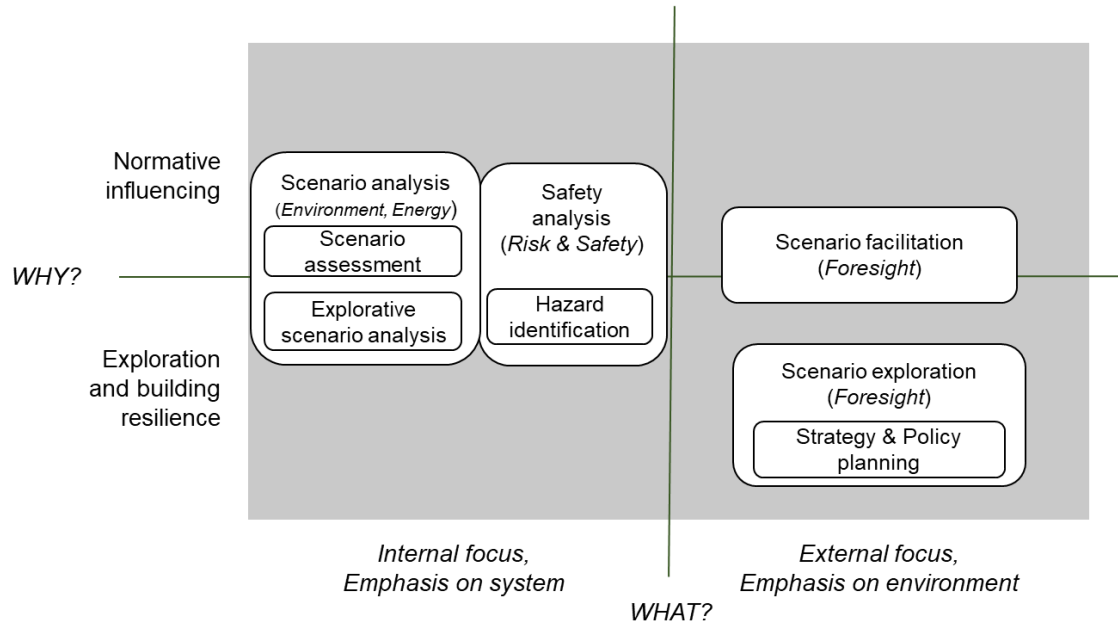 Normative
influencing
WHY?
Exploration
and building
resilience
Scenario analysis
(Environment, Energy)
Scenario
assessment
Explorative
scenario analysis
Safety
analysis
(Risk & Safety)
Hazard
identification
Scenario facilitation
(Foresight)
Scenario exploration
(Foresight)
Strategy & Policy
planning
Internal focus,
Emphasis on system
External focus,
Emphasis on environment
WHAT?